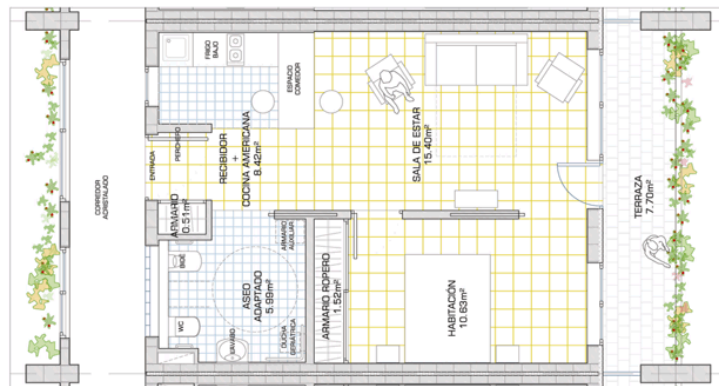 CORREDOR
ACRISTALADO
ENTRADA
PERCHERO
ARMARIO
0.51m²
FRIGO
BAJO
ESPACIO
COMEDOR
RECIBIDOR
+
COCINA AMERICANA
8.42m²
SALA DE ESTAR
15.40m²
TERRAZA
7.70m²
WC
BIDÉ
LAVABO
ASEO
ADAPTADO
5.99m²
ARMARIO
AUXILIAR
DUCHA
GERIÁTRICA
ARMARIO ROPERO
1.52m²
HABITACIÓN
10.63m²